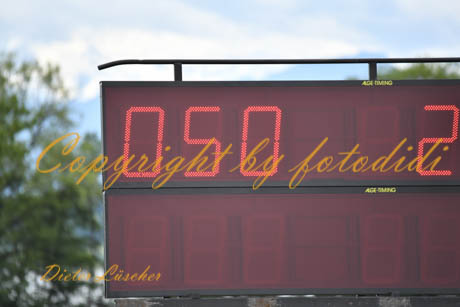 ALGE-TIMING
050 2
Copyright by fotodidi
ALGE-TIMING
Dieter Lüscher